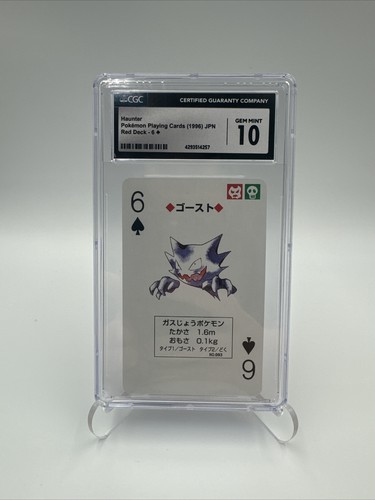 CGC CERTIFIED GUARANTY COMPANY
Haunter
Pokémon Playing Cards (1996) JPN
Red Deck - 6 ♠
GEM MINT
10
4393514257
6
♠
◆ゴースト◆
ガスじょうポケモン
たかさ 1.6m
おもさ 0.1kg
タイプ1/ゴースト タイプ2/どく
♠
6